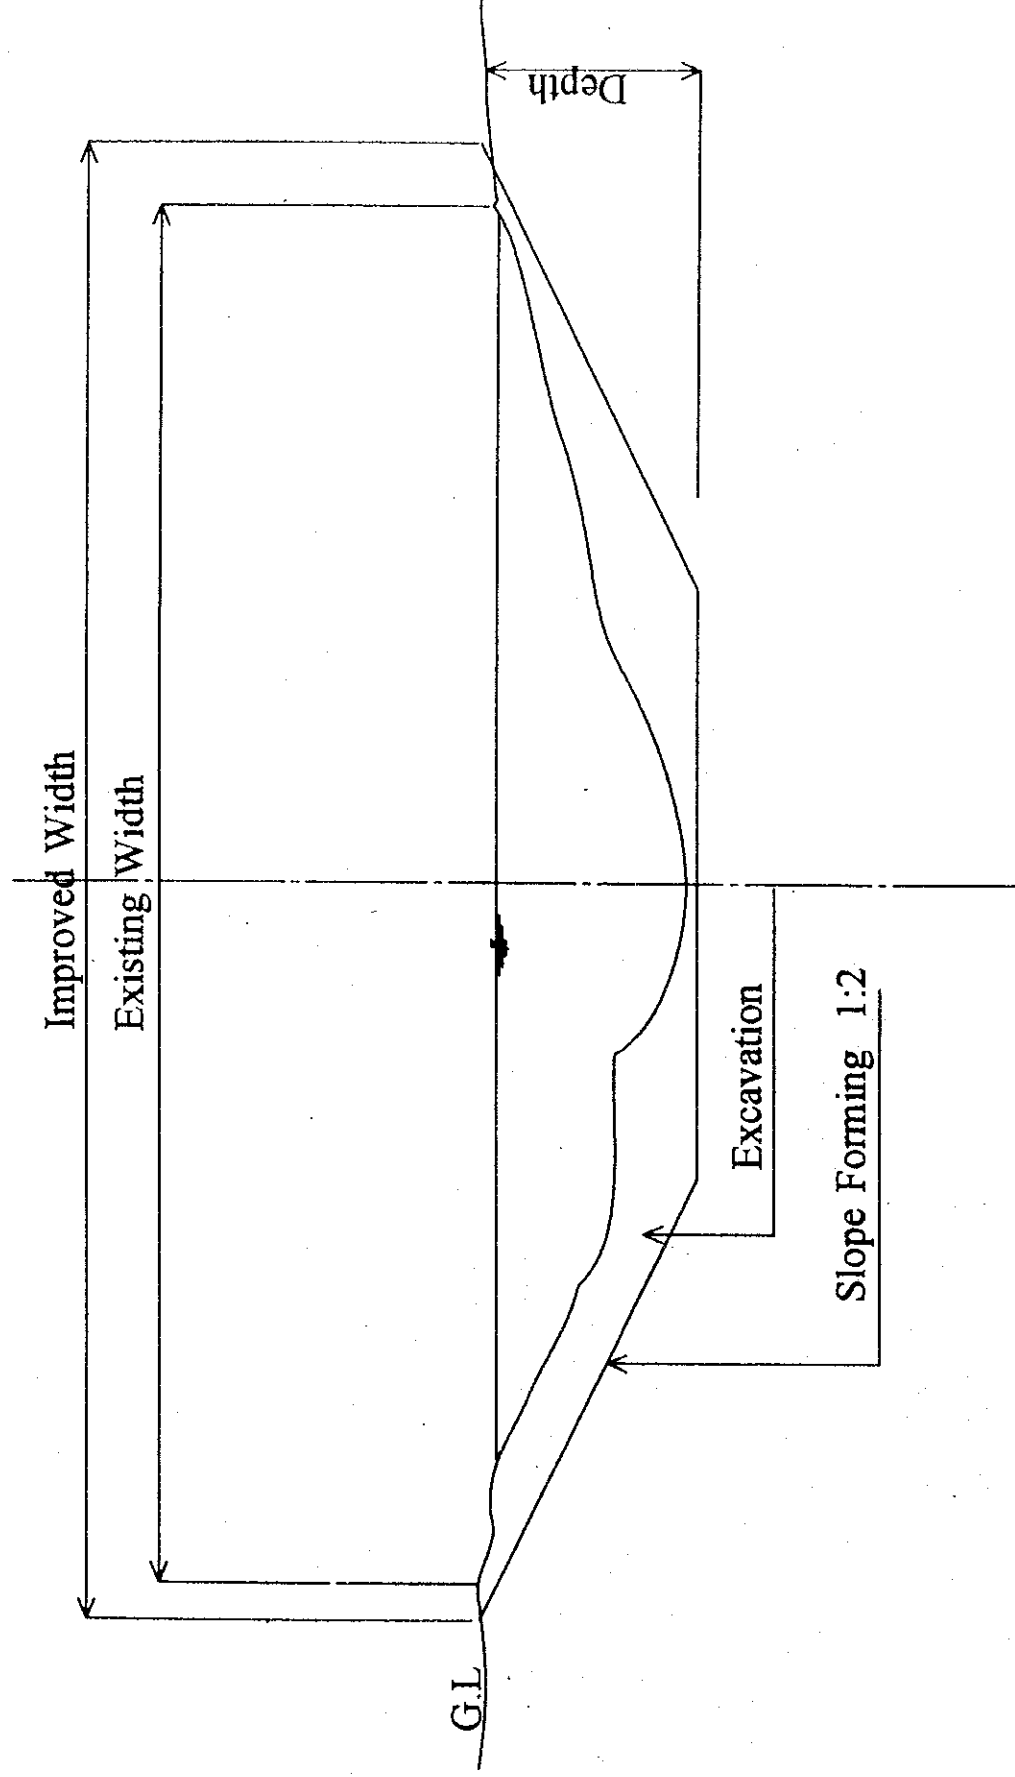 Improved Width
Existing Width
Depth
G.L
Excavation
Slope Forming 1:2